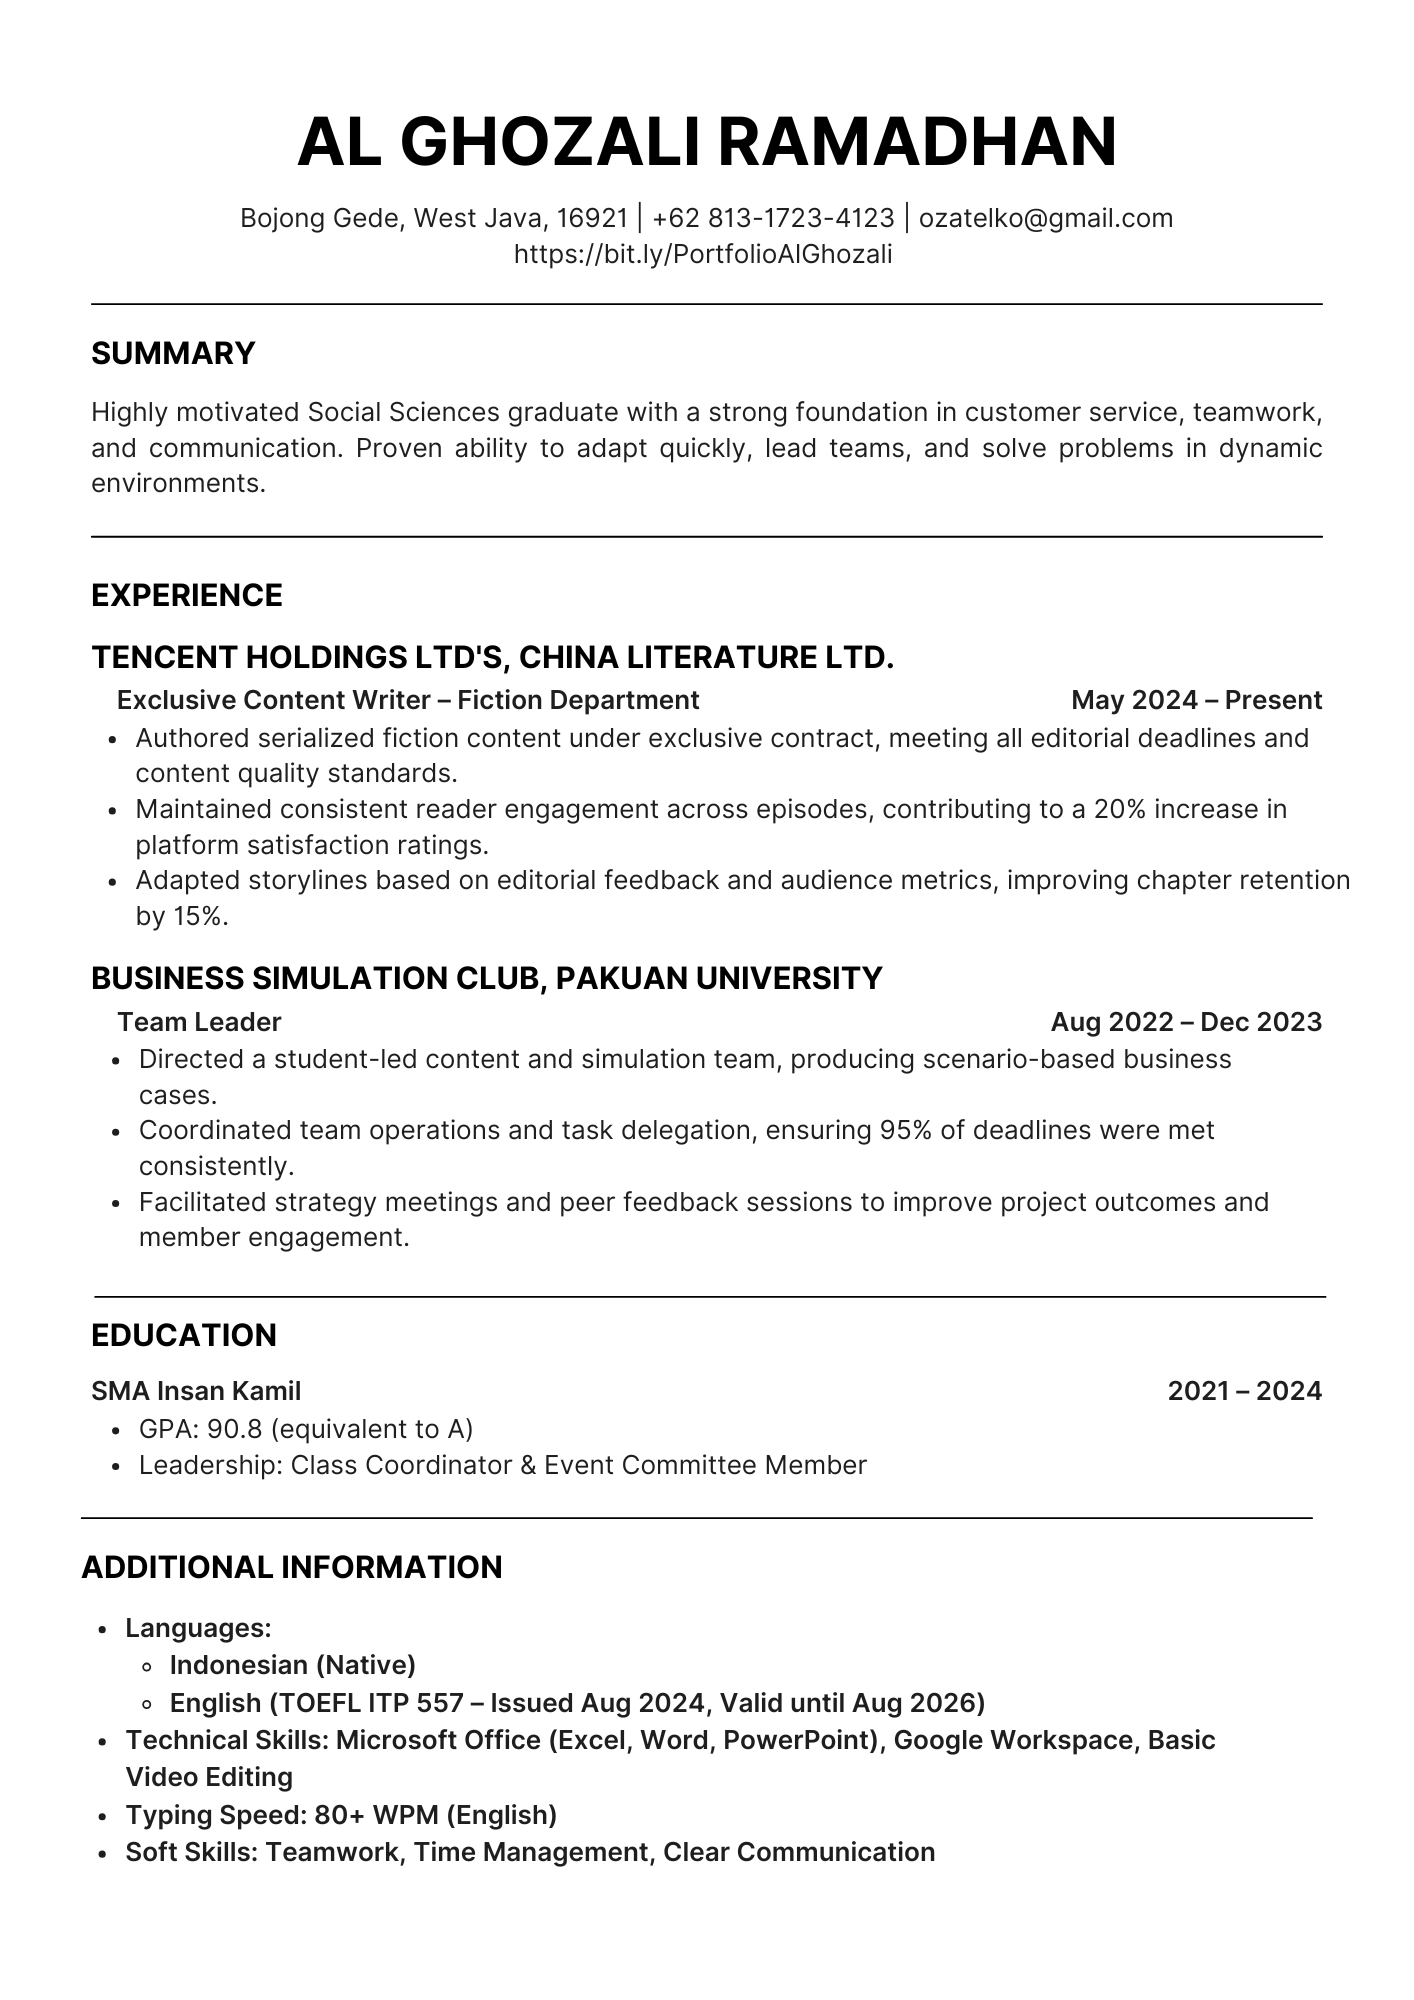 AL GHOZALI RAMADHAN
Bojong Gede, West Java, 16921 | +62 813-1723-4123 | ozatelko@gmail.com
https://bit.ly/PortfolioAlGhozali
SUMMARY
Highly motivated Social Sciences graduate with a strong foundation in customer service, teamwork,
and communication. Proven ability to adapt quickly, lead teams, and solve problems in dynamic
environments.
EXPERIENCE
TENCENT HOLDINGS LTD'S, CHINA LITERATURE LTD.
Exclusive Content Writer – Fiction Department May 2024 – Present
• Authored serialized fiction content under exclusive contract, meeting all editorial deadlines and
content quality standards.
• Maintained consistent reader engagement across episodes, contributing to a 20% increase in
platform satisfaction ratings.
• Adapted storylines based on editorial feedback and audience metrics, improving chapter retention
by 15%.
BUSINESS SIMULATION CLUB, PAKUAN UNIVERSITY
Team Leader Aug 2022 – Dec 2023
• Directed a student-led content and simulation team, producing scenario-based business
cases.
• Coordinated team operations and task delegation, ensuring 95% of deadlines were met
consistently.
• Facilitated strategy meetings and peer feedback sessions to improve project outcomes and
member engagement.
EDUCATION
SMA Insan Kamil 2021 – 2024
• GPA: 90.8 (equivalent to A)
• Leadership: Class Coordinator & Event Committee Member
ADDITIONAL INFORMATION
• Languages:
◦ Indonesian (Native)
◦ English (TOEFL ITP 557 – Issued Aug 2024, Valid until Aug 2026)
• Technical Skills: Microsoft Office (Excel, Word, PowerPoint), Google Workspace, Basic
Video Editing
• Typing Speed: 80+ WPM (English)
• Soft Skills: Teamwork, Time Management, Clear Communication